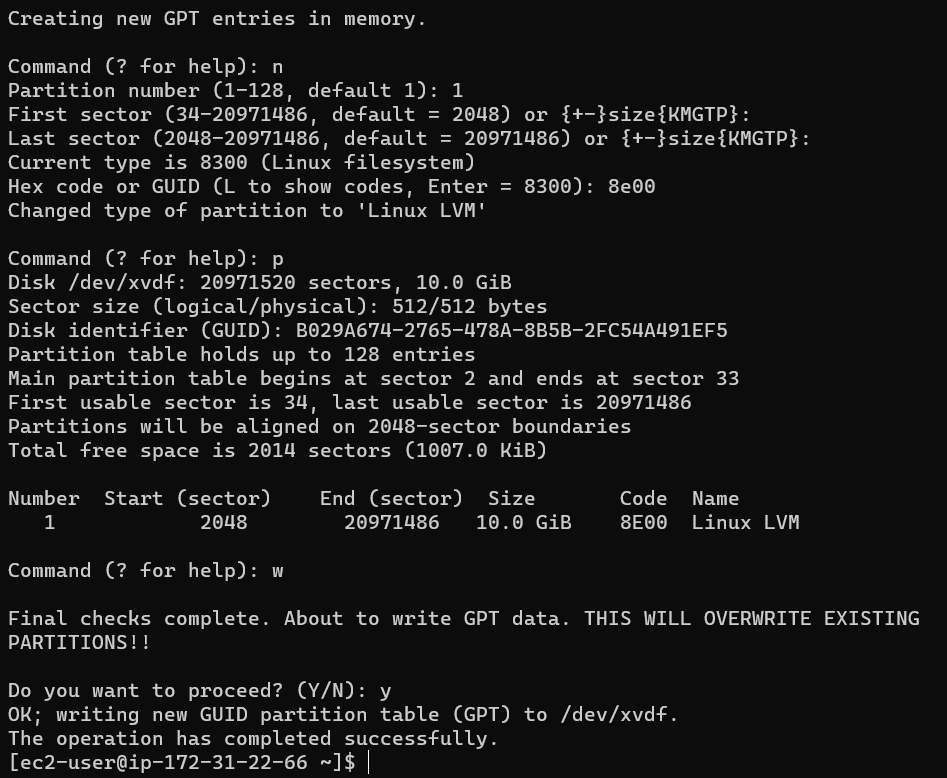 Creating new GPT entries in memory.
Command (? for help): n
Partition number (1-128, default 1): 1
First sector (34-20971486, default = 2048) or {+-}size{KMGTP}:
Last sector (2048-20971486, default = 20971486) or {+-}size{KMGTP}:
Current type is 8300 (Linux filesystem)
Hex code or GUID (L to show codes, Enter = 8300): 8e00
Changed type of partition to 'Linux LVM'
Command (? for help): p
Disk /dev/xvdf: 20971520 sectors, 10.0 GiB
Sector size (logical/physical): 512/512 bytes
Disk identifier (GUID): B029A674-2765-478A-8B5B-2FC54A491EF5
Partition table holds up to 128 entries
Main partition table begins at sector 2 and ends at sector 33
First usable sector is 34, last usable sector is 20971486
Partitions will be aligned on 2048-sector boundaries
Total free space is 2014 sectors (1007.0 KiB)
Number  Start (sector)    End (sector)  Size       Code  Name
   1            2048        20971486   10.0 GiB    8E00  Linux LVM
Command (? for help): w
Final checks complete. About to write GPT data. THIS WILL OVERWRITE EXISTING
PARTITIONS!!
Do you want to proceed? (Y/N): y
OK; writing new GUID partition table (GPT) to /dev/xvdf.
The operation has completed successfully.
[ec2-user@ip-172-31-22-66 ~]$